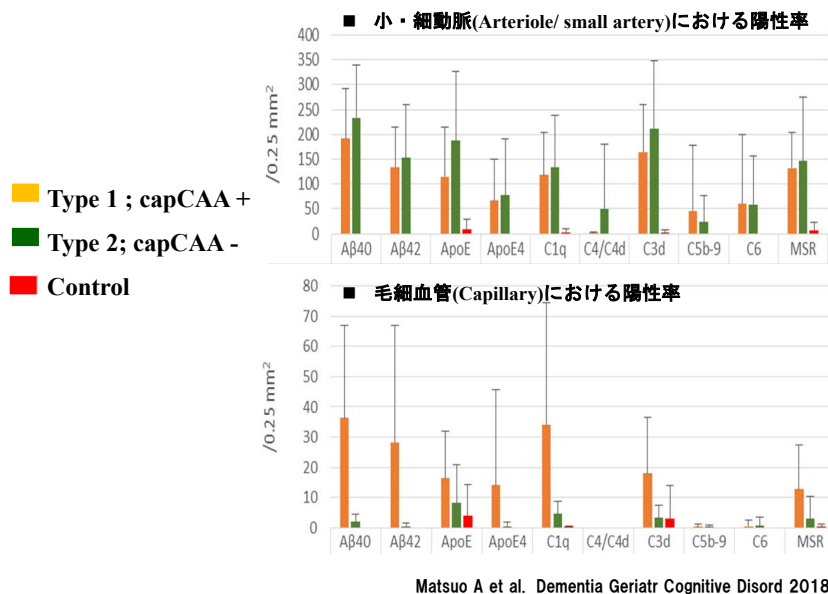 ■ 小・細動脈(Arteriole/ small artery)における陽性率
400
350
300
250
200
150
100
50
0
/0.25 mm²
Aβ40 Aβ42 ApoE ApoE4 C1q C4/C4d C3d C5b-9 C6 MSR
Type 1 ; capCAA +
Type 2; capCAA -
Control
■ 毛細血管(Capillary)における陽性率
80
70
60
50
40
30
20
10
0
/0.25 mm²
Aβ40 Aβ42 ApoE ApoE4 C1q C4/C4d C3d C5b-9 C6 MSR
Matsuo A et al. Dementia Geriatr Cognitive Disord 2018